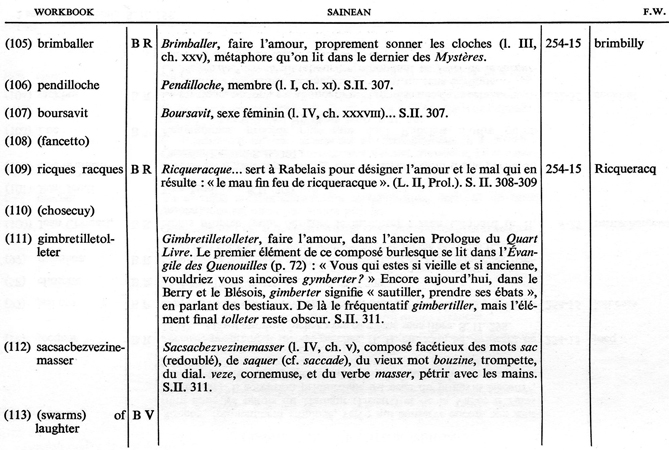 WORKBOOK SAINEAN F.W.
(105) brimballer B R Brimballer, faire l'amour, proprement sonner les cloches (l. III, 254-15 brimbilly
ch. XXV), métaphore qu'on lit dans le dernier des Mystères.
(106) pendilloche Pendilloche, membre (l. I, ch. XI). S.II. 307.
(107) boursavit Boursavit, sexe féminin (l. IV, ch. XXXVIII)... S.II. 307.
(108) (fancetto)
(109) ricques racques B R Ricqueracque... sert à Rabelais pour désigner l'amour et le mal qui en 254-15 Ricqueracq
résulte : « le mau fin feu de ricqueracque ». (L. II, Prol.). S. II. 308-309
(110) (chosecuy)
(111) gimbretilletol- Gimbretilletolleter, faire l'amour, dans l'ancien Prologue du Quart
leter Livre. Le premier élément de ce composé burlesque se lit dans l'Évan-
gile des Quenouilles (p. 72) : « Vous qui estes si vieille et si ancienne,
vouldriez vous aincoires gymberter? » Encore aujourd'hui, dans le
Berry et le Blésois, gimberter signifie « sautiller, prendre ses ébats »,
en parlant des bestiaux. De là le fréquentatif gimbertiller, mais l'élé-
ment final tolleter reste obscur. S.II. 311.
(112) sacsacbezvezine- Sacsacbezvezinemasser (l. IV, ch. V), composé facétieux des mots sac
masser (redoublé), de saquer (cf. saccade), du vieux mot bouzine, trompette,
du dial. veze, cornemuse, et du verbe masser, pétrir avec les mains.
S.II. 311.
(113) (swarms) of B V
laughter